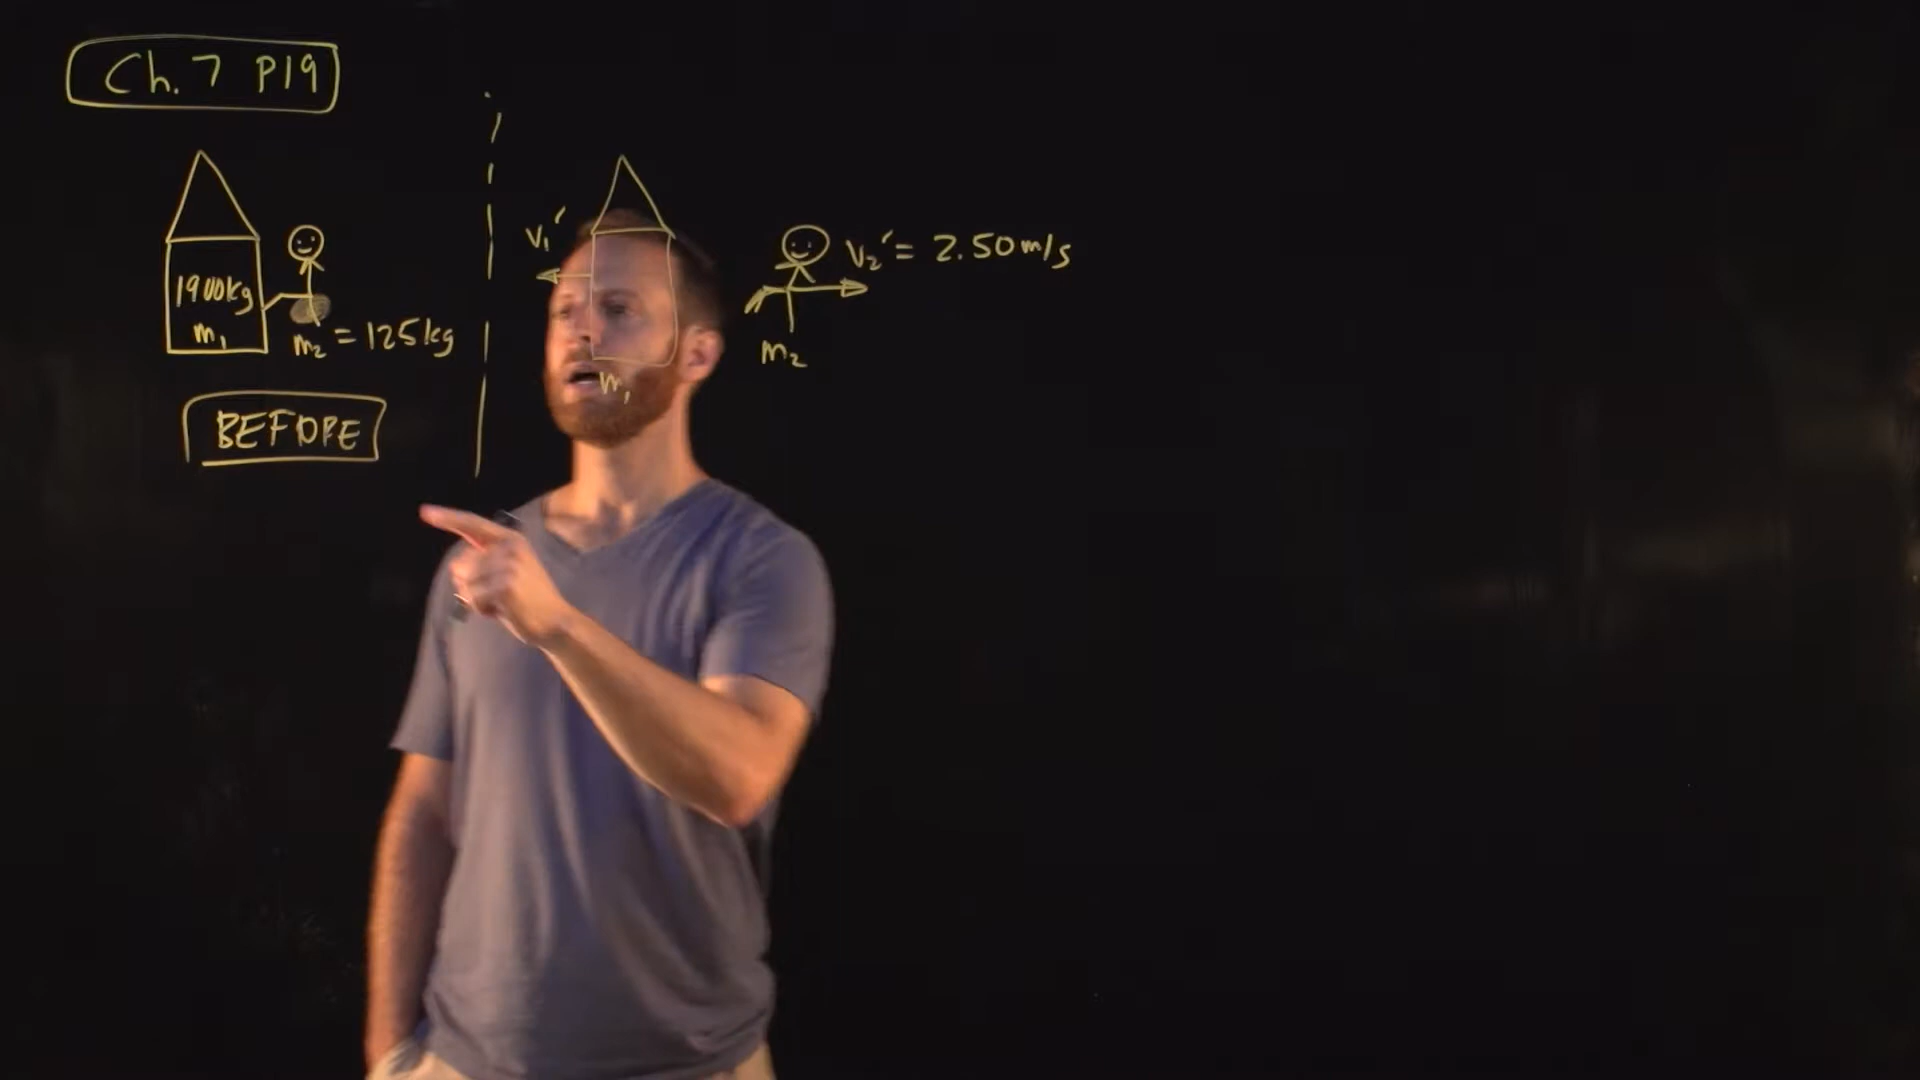 Ch. 7 P19
1900kg
m₁
m₂ = 125kg
BEFORE
v₁′
m₁
v₂′ = 2.50 m/s
m₂